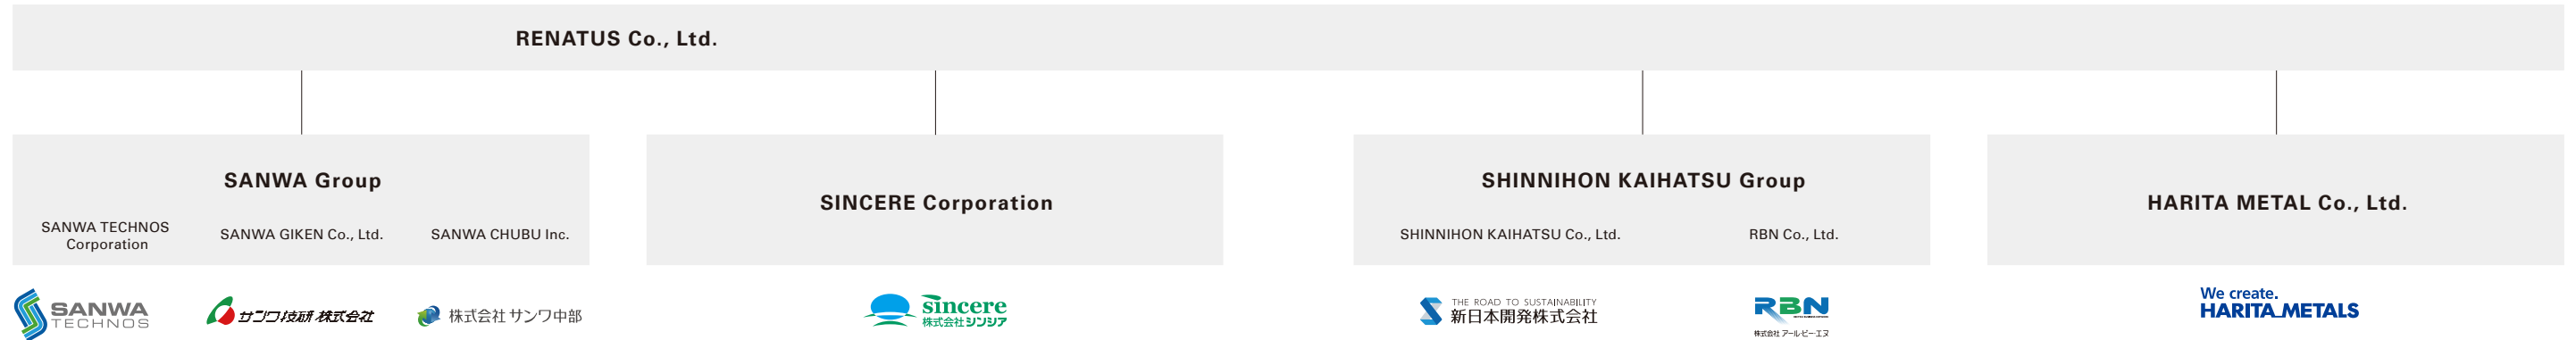 RENATUS Co., Ltd.
SANWA Group
SANWA TECHNOS
Corporation
SANWA GIKEN Co., Ltd.
SANWA CHUBU Inc.
SINCERE Corporation
SHINNIHON KAIHATSU Group
SHINNIHON KAIHATSU Co., Ltd.
RBN Co., Ltd.
HARITA METAL Co., Ltd.
SANWA
TECHNOS
サンワ技研 株式会社
株式会社 サンワ中部
sincere
株式会社 シンシア
THE ROAD TO SUSTAINABILITY
新日本開発株式会社
RBN
株式会社 アール・ビー・エヌ
We create.
HARITA_METALS